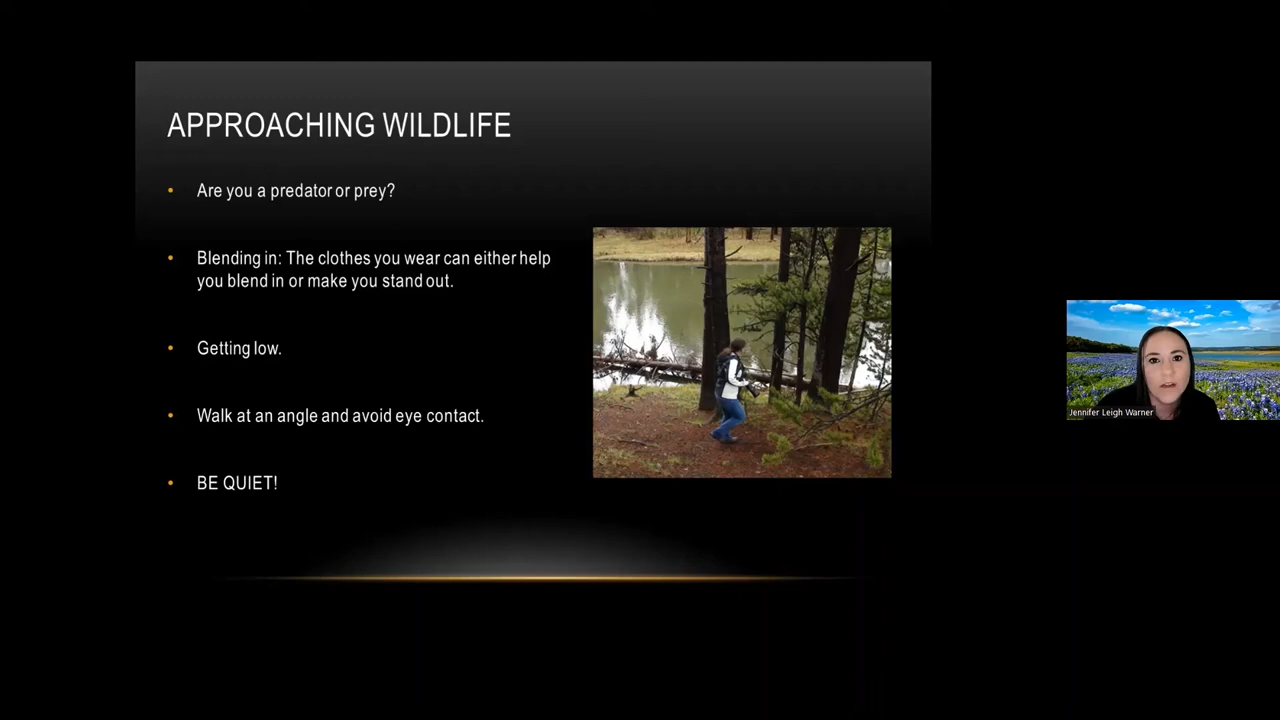 APPROACHING WILDLIFE
• Are you a predator or prey?
• Blending in: The clothes you wear can either help
you blend in or make you stand out.
• Getting low.
• Walk at an angle and avoid eye contact.
• BE QUIET!
Jennifer Leigh Warner